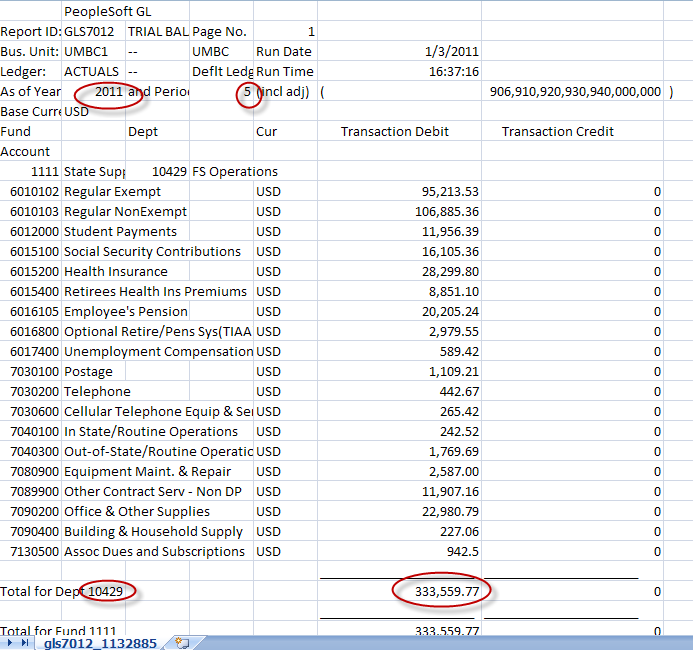 PeopleSoft GL
Report ID: GLS7012 TRIAL BAL Page No. 1
Bus. Unit: UMBC1 -- UMBC Run Date 1/3/2011
Ledger: ACTUALS -- Deflt Ledg Run Time 16:37:16
As of Year 2011 and Perio 5 (incl adj) ( 906,910,920,930,940,000,000 )
Base Curre USD
Fund Dept Cur Transaction Debit Transaction Credit
Account
1111 State Supp 10429 FS Operations
6010102 Regular Exempt USD 95,213.53 0
6010103 Regular NonExempt USD 106,885.36 0
6012000 Student Payments USD 11,956.39 0
6015100 Social Security Contributions USD 16,105.36 0
6015200 Health Insurance USD 28,299.80 0
6015400 Retirees Health Ins Premiums USD 8,851.10 0
6016105 Employee's Pension USD 20,205.24 0
6016800 Optional Retire/Pens Sys(TIAA USD 2,979.55 0
6017400 Unemployment Compensation USD 589.42 0
7030100 Postage USD 1,109.21 0
7030200 Telephone USD 442.67 0
7030600 Cellular Telephone Equip & Ser USD 265.42 0
7040100 In State/Routine Operations USD 242.52 0
7040300 Out-of-State/Routine Operatic USD 1,769.69 0
7080900 Equipment Maint. & Repair USD 2,587.00 0
7089900 Other Contract Serv - Non DP USD 11,907.16 0
7090200 Office & Other Supplies USD 22,980.79 0
7090400 Building & Household Supply USD 227.06 0
7130500 Assoc Dues and Subscriptions USD 942.5 0
Total for Dept 10429 333,559.77 0
Total for Fund 1111 333,559.77 0
gls7012_1132885